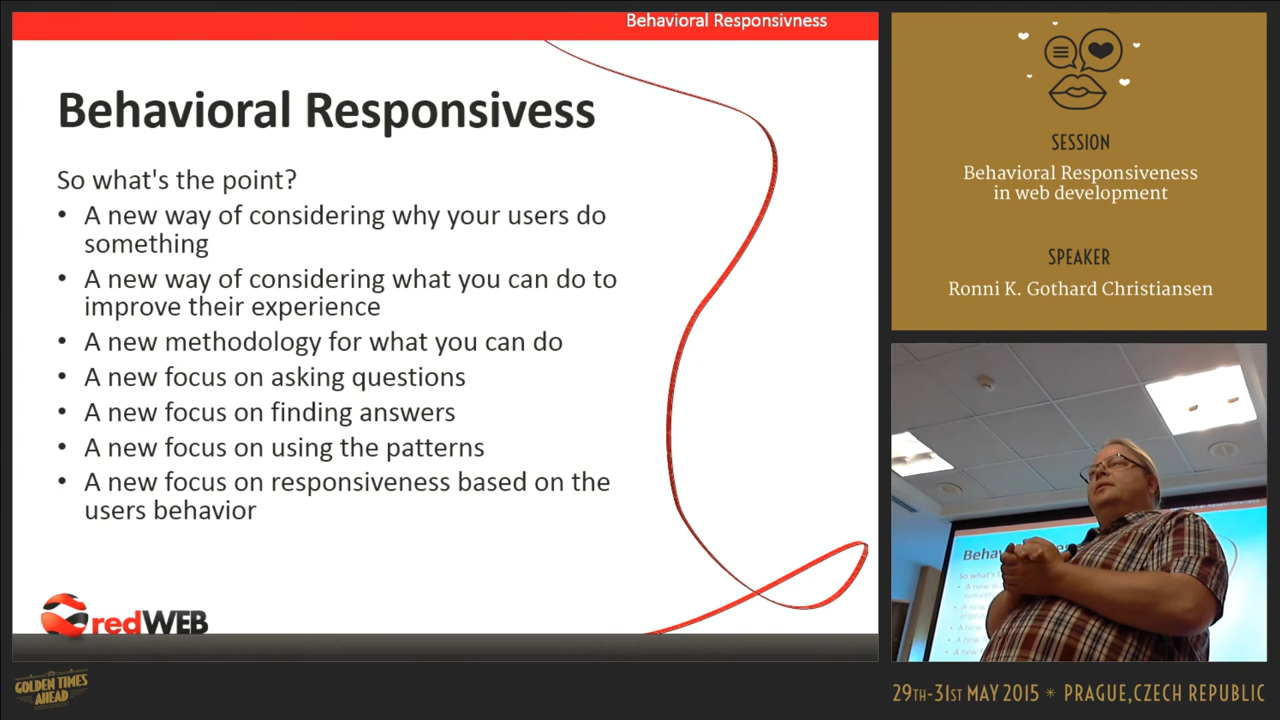 Behavioral Responsivness
Behavioral Responsivess
So what's the point?
• A new way of considering why your users do
something
• A new way of considering what you can do to
improve their experience
• A new methodology for what you can do
• A new focus on asking questions
• A new focus on finding answers
• A new focus on using the patterns
• A new focus on responsiveness based on the
users behavior
redWEB
SESSION
Behavioral Responsiveness
in web development
SPEAKER
Ronni K. Gothard Christiansen
GOLDEN TIMES
AHEAD
29TH-31ST MAY 2015 * PRAGUE,CZECH REPUBLIC